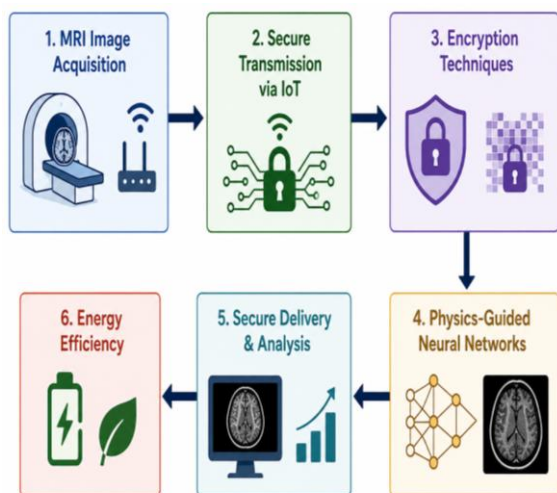 1. MRI Image
Acquisition
2. Secure
Transmission
via IoT
3. Encryption
Techniques
6. Energy
Efficiency
5. Secure Delivery
& Analysis
4. Physics-Guided
Neural Networks